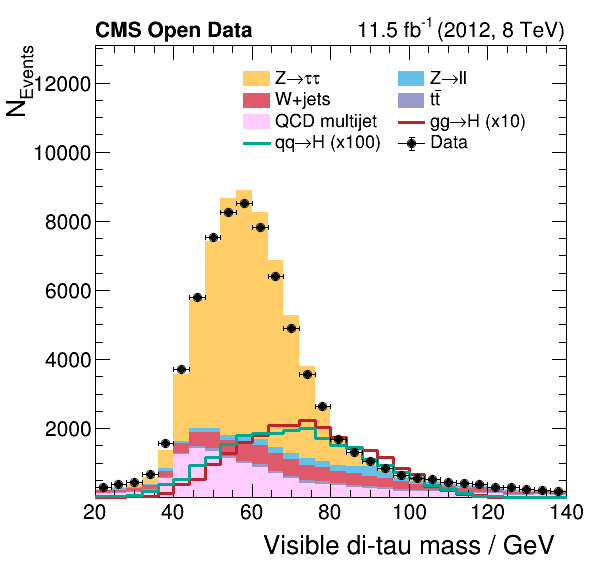 CMS Open Data 11.5 fb⁻¹ (2012, 8 TeV)
N_Events
12000
10000
8000
6000
4000
2000
Z→ττ Z→ll
W+jets tt̄
QCD multijet gg→H (x10)
qq→H (x100) Data
20 40 60 80 100 120 140
Visible di-tau mass / GeV